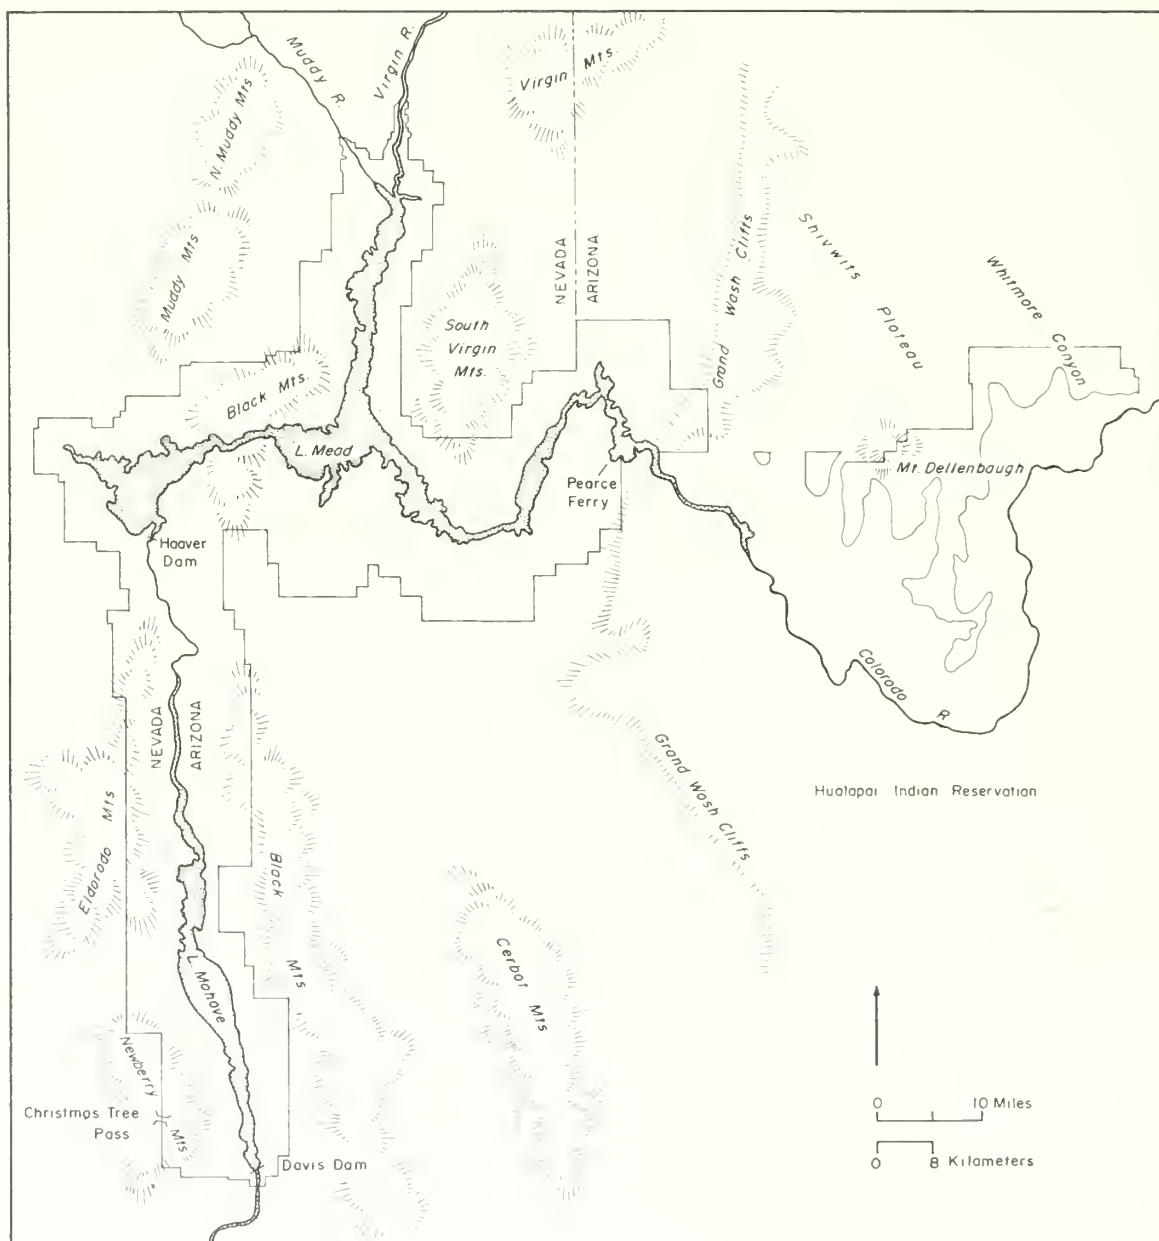 Muddy R.
Virgin R.
Virgin Mts.
N. Muddy Mts
Muddy Mts
NEVADA
ARIZONA
Grand Wash Cliffs
Shivwits Plateau
Whitmore Canyon
South
Virgin
Mts.
Black Mts.
L. Mead
Pearce
Ferry
Mt. Dellenbaugh
Hoover
Dam
Colorado R.
NEVADA
ARIZONA
Grand Wash Cliffs
Hualapai Indian Reservation
Eldorado Mts
Black Mts
Cerbat Mts
L. Mohave
Newberry Mts
Christmas Tree
Pass
Davis Dam
0 10 Miles
0 8 Kilometers